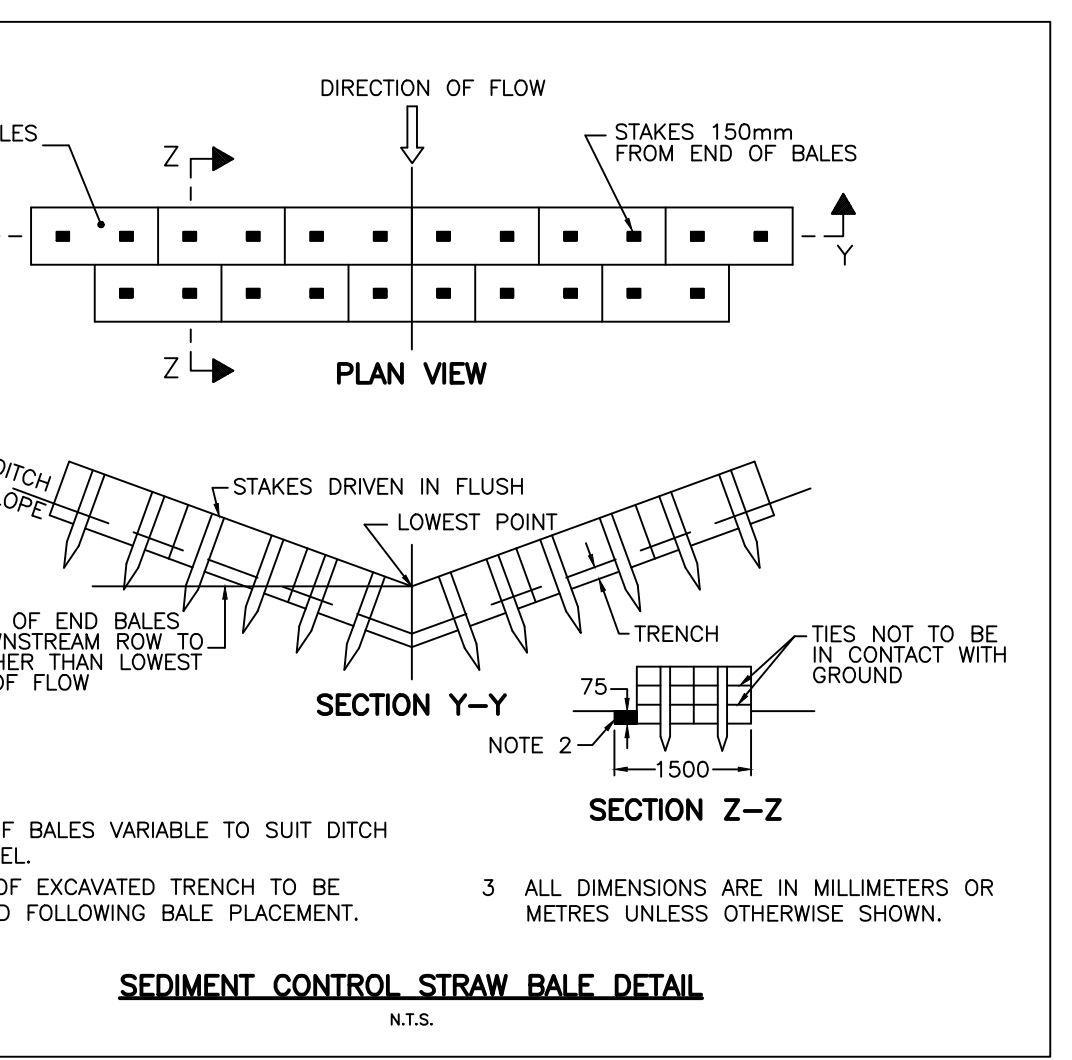 DIRECTION OF FLOW
LES
Z
STAKES 150mm
FROM END OF BALES
Y
Z
PLAN VIEW
DITCH
LOPE
STAKES DRIVEN IN FLUSH
LOWEST POINT
OF END BALES
WNSTREAM ROW TO
HER THAN LOWEST
OF FLOW
TRENCH
TIES NOT TO BE
IN CONTACT WITH
GROUND
SECTION Y-Y
75
NOTE 2
1500
SECTION Z-Z
F BALES VARIABLE TO SUIT DITCH
EL.
OF EXCAVATED TRENCH TO BE
D FOLLOWING BALE PLACEMENT.
3 ALL DIMENSIONS ARE IN MILLIMETERS OR
METRES UNLESS OTHERWISE SHOWN.
SEDIMENT CONTROL STRAW BALE DETAIL
N.T.S.